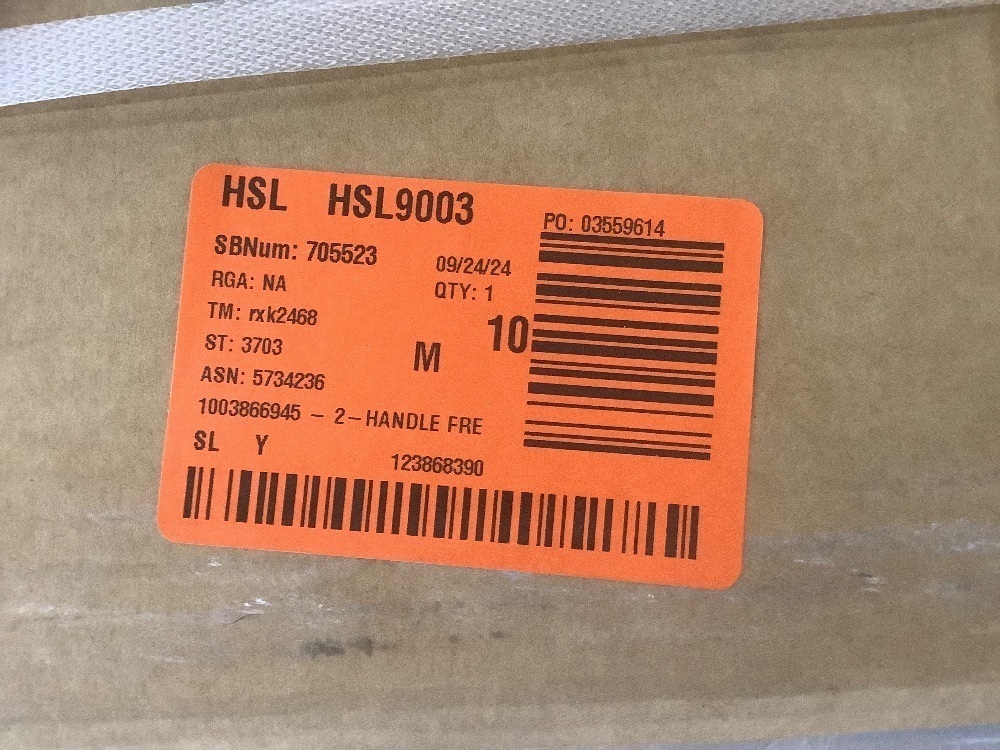 HSL HSL9003
PO: 03559614
SBNum: 705523
09/24/24
RGA: NA
QTY: 1
TM: rxk2468
10
ST: 3703
M
ASN: 5734236
1003866945 - 2-HANDLE FRE
SL Y
123868390